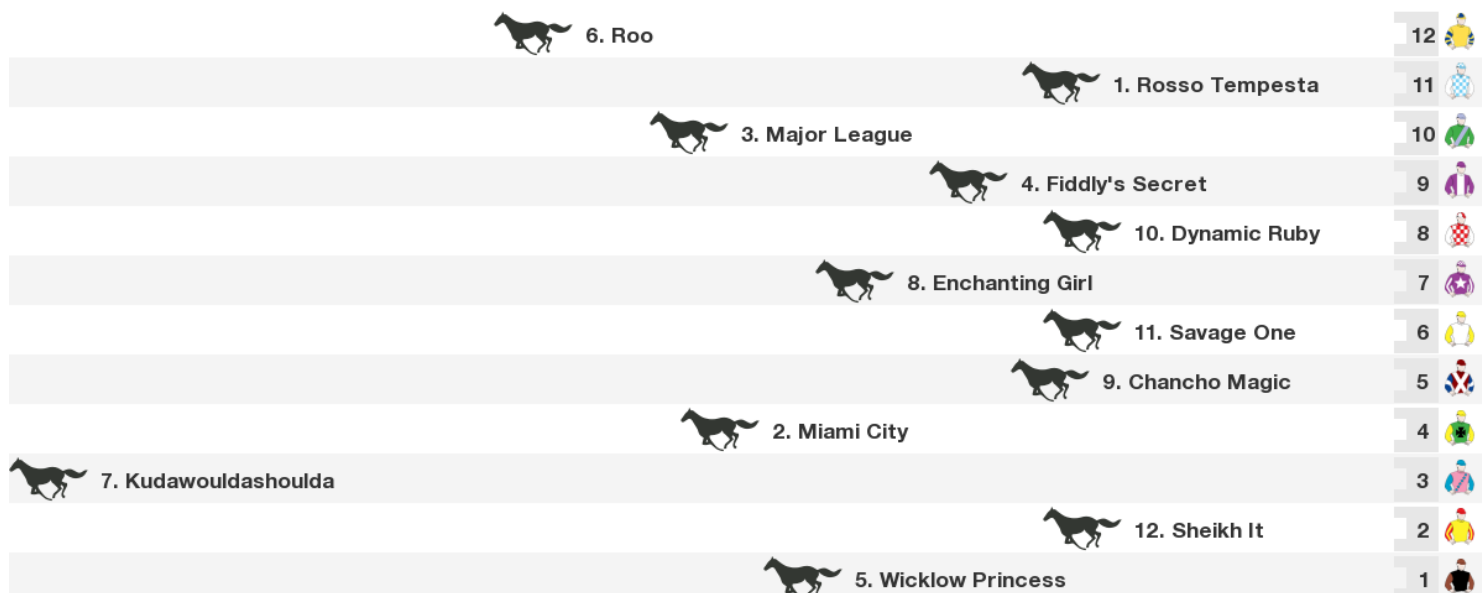 6. Roo 12
1. Rosso Tempesta 11
3. Major League 10
4. Fiddly's Secret 9
10. Dynamic Ruby 8
8. Enchanting Girl 7
11. Savage One 6
9. Chancho Magic 5
2. Miami City 4
7. Kudawouldashoulda 3
12. Sheikh It 2
5. Wicklow Princess 1